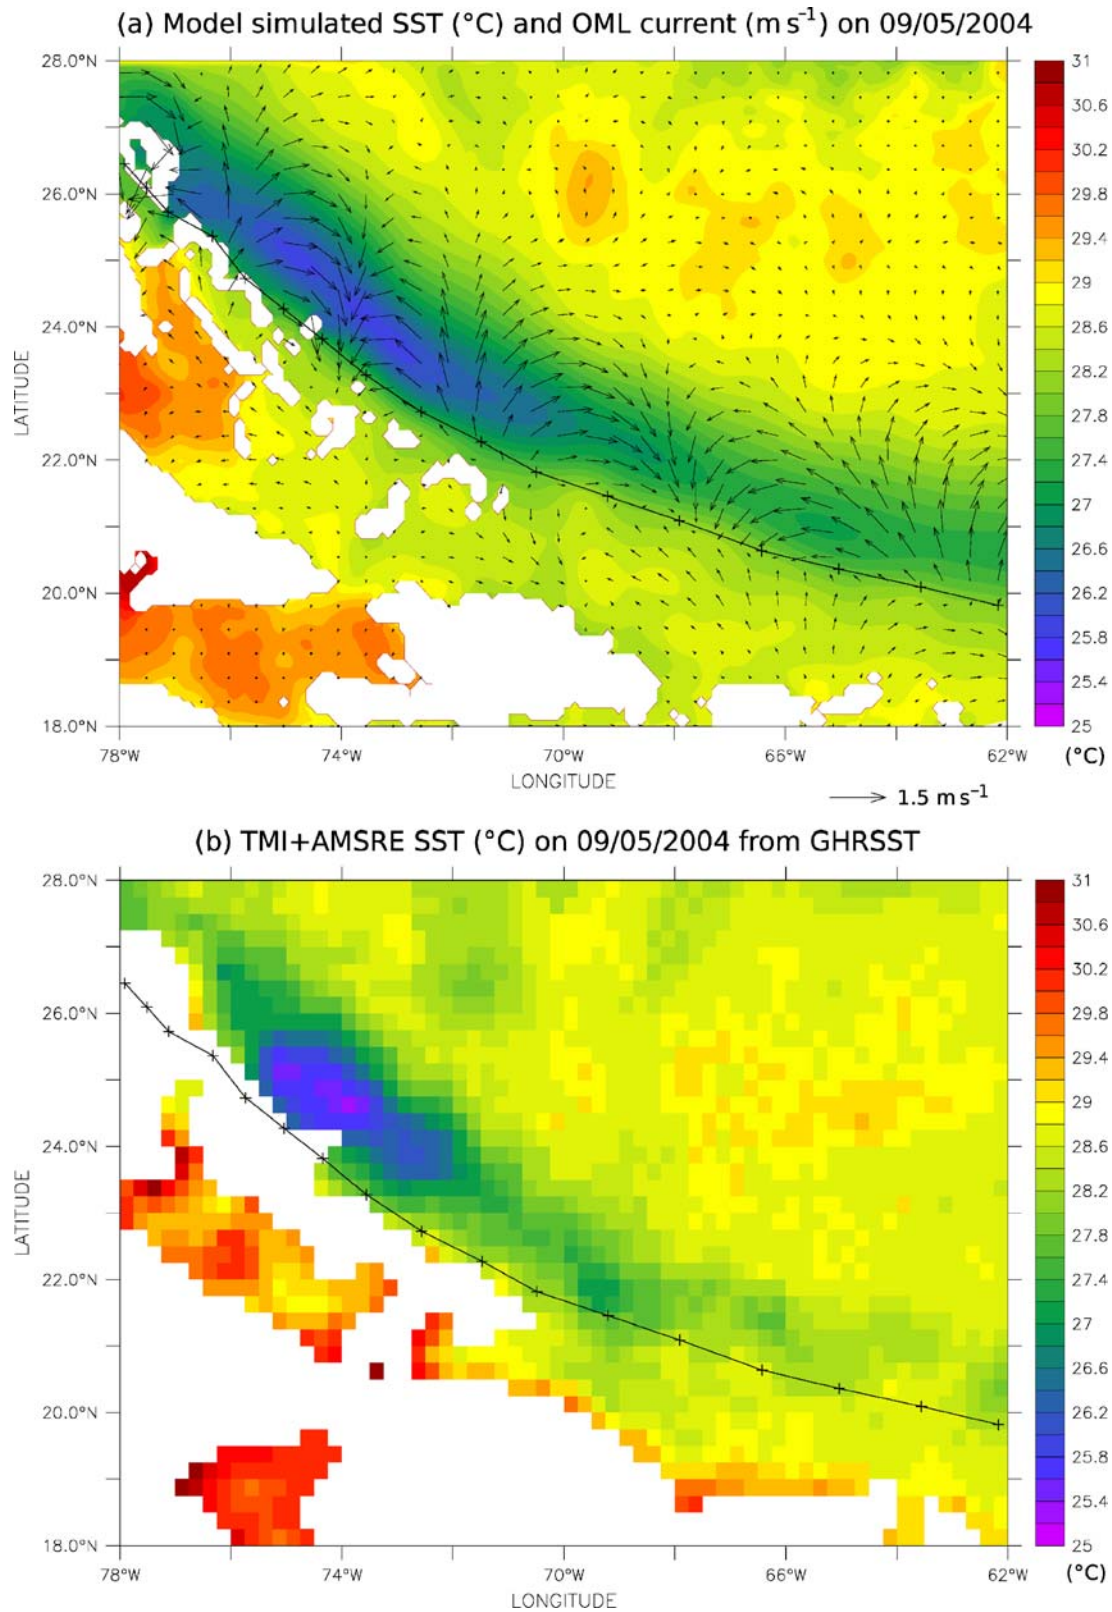 (a) Model simulated SST (°C) and OML current (m s⁻¹) on 09/05/2004
28.0°N
26.0°N
24.0°N
22.0°N
20.0°N
18.0°N
LATITUDE
78°W
74°W
70°W
66°W
62°W
LONGITUDE
31
30.6
30.2
29.8
29.4
29
28.6
28.2
27.8
27.4
27
26.6
26.2
25.8
25.4
25
(°C)
1.5 m s⁻¹
(b) TMI+AMSRE SST (°C) on 09/05/2004 from GHRSST
28.0°N
26.0°N
24.0°N
22.0°N
20.0°N
18.0°N
LATITUDE
78°W
74°W
70°W
66°W
62°W
LONGITUDE
31
30.6
30.2
29.8
29.4
29
28.6
28.2
27.8
27.4
27
26.6
26.2
25.8
25.4
25
(°C)